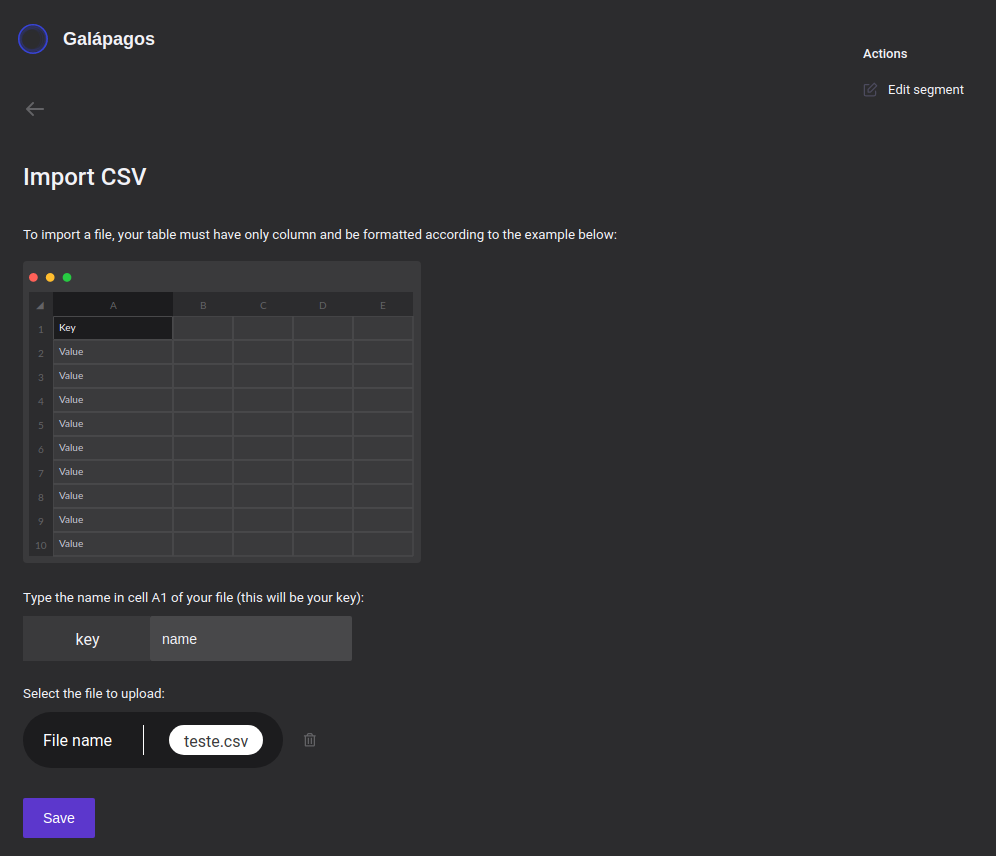 Galápagos
Actions
Edit segment
Import CSV
To import a file, your table must have only column and be formatted according to the example below:
A B C D E
1 Key
2 Value
3 Value
4 Value
5 Value
6 Value
7 Value
8 Value
9 Value
10 Value
Type the name in cell A1 of your file (this will be your key):
key name
Select the file to upload:
File name teste.csv
Save